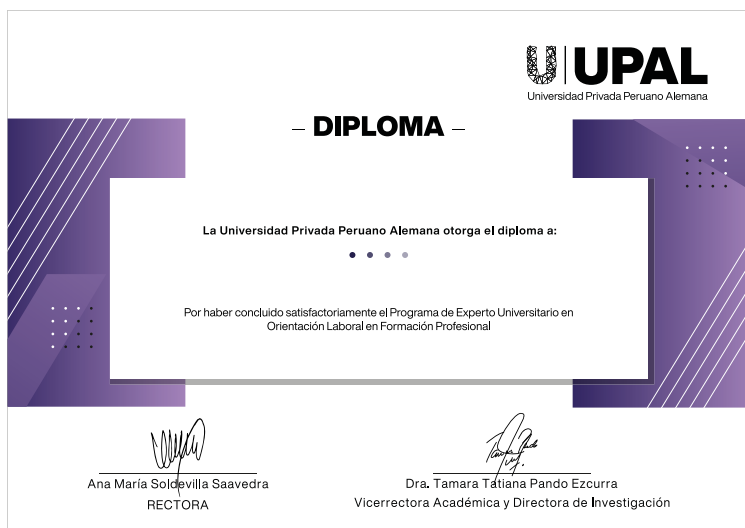 UPAL
Universidad Privada Peruano Alemana
– DIPLOMA –
La Universidad Privada Peruano Alemana otorga el diploma a:
Por haber concluido satisfactoriamente el Programa de Experto Universitario en
Orientación Laboral en Formación Profesional
Ana María Soldevilla Saavedra
RECTORA
Dra. Tamara Tatiana Pando Ezcurra
Vicerrectora Académica y Directora de Investigación